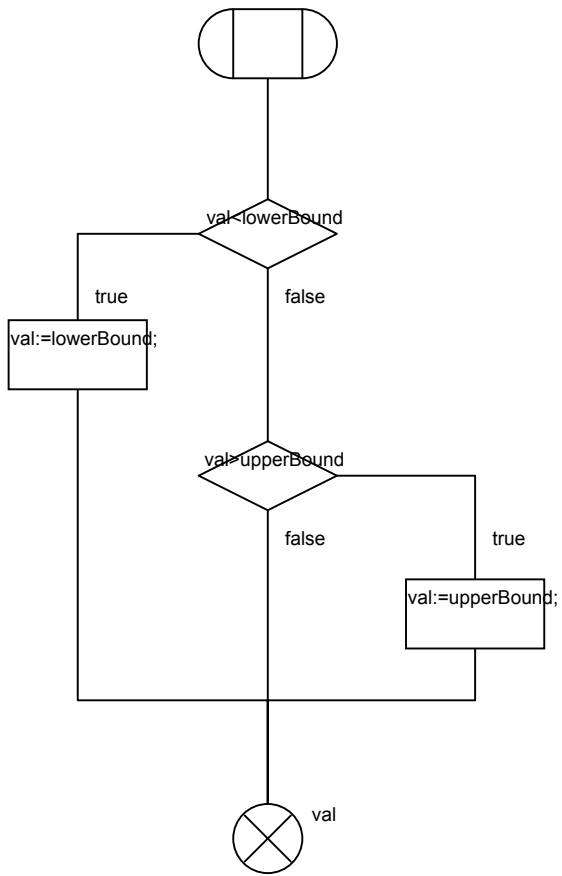 val<lowerBound
true
false
val:=lowerBound;
val>upperBound
false
true
val:=upperBound;
val